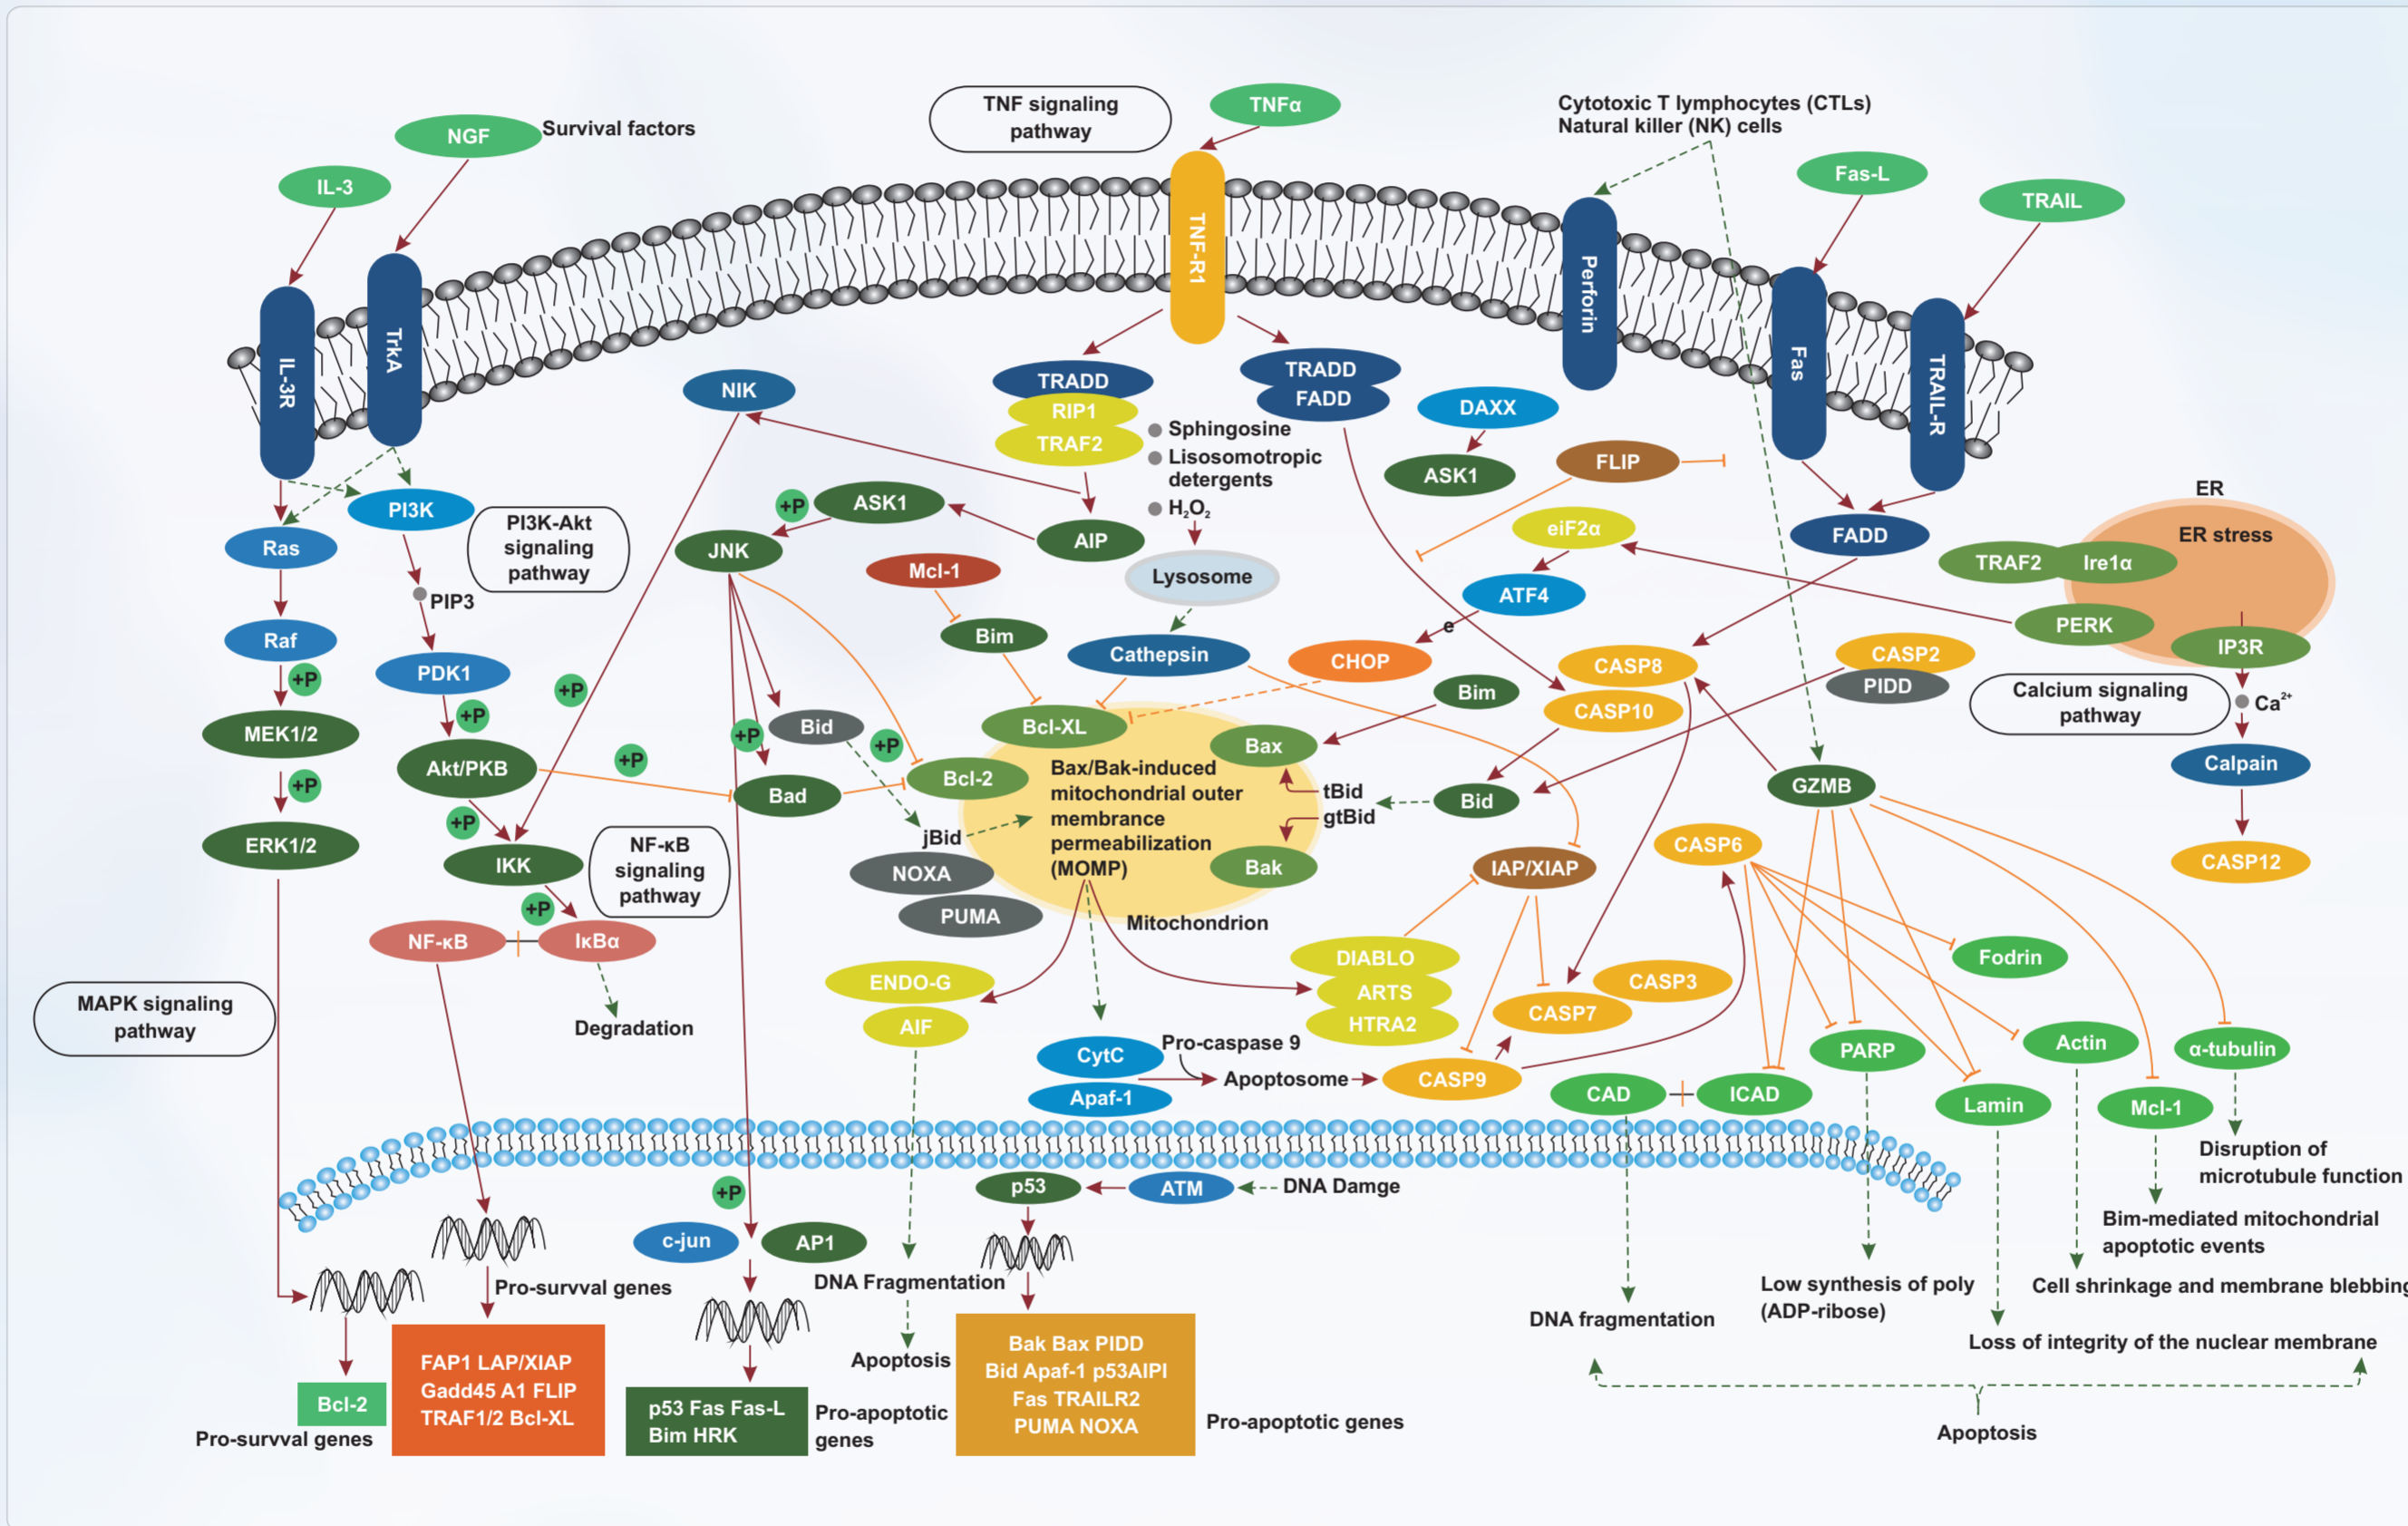 TNF signaling
pathway
TNFα
Cytotoxic T lymphocytes (CTLs)
Natural killer (NK) cells
NGF
Survival factors
IL-3
Fas-L
TRAIL
TNF-R1
Perforin
IL-3R
TrkA
Fas
TRAIL-R
NIK
TRADD
RIP1
TRAF2
TRADD
FADD
DAXX
ASK1
FLIP
Sphingosine
Lisosomotropic
detergents
H₂O₂
PI3K
PI3K-Akt
signaling
pathway
Ras
ASK1
+P
JNK
AIP
eiF2α
FADD
ER
ER stress
TRAF2
Ire1α
PIP3
Mcl-1
Lysosome
ATF4
e
PERK
IP3R
Raf
+P
Bim
Cathepsin
CHOP
CASP8
CASP10
CASP2
PIDD
Calcium signaling
pathway
Ca²⁺
PDK1
+P
+P
Bim
MEK1/2
Bid
+P
+P
Bcl-XL
Bax
Akt/PKB
+P
Bad
Bcl-2
Bax/Bak-induced
mitochondrial outer
membrance
permeabilization
(MOMP)
tBid
gtBid
Bid
GZMB
Calpain
+P
+P
ERK1/2
IKK
NF-κB
signaling
pathway
jBid
NOXA
PUMA
Bak
IAP/XIAP
CASP6
CASP12
+P
NF-κB
IκBα
Mitochondrion
DIABLO
ARTS
HTRA2
CASP3
CASP7
Fodrin
ENDO-G
AIF
MAPK signaling
pathway
Degradation
CytC
Apaf-1
Pro-caspase 9
Apoptosome
CASP9
PARP
Actin
α-tubulin
CAD
ICAD
Lamin
Mcl-1
Disruption of
microtubule function
+P
p53
ATM
DNA Damge
c-jun
AP1
Bim-mediated mitochondrial
apoptotic events
DNA Fragmentation
Pro-survval genes
Low synthesis of poly
(ADP-ribose)
Cell shrinkage and membrane blebbing
DNA fragmentation
Loss of integrity of the nuclear membrane
Apoptosis
Bcl-2
Pro-survval genes
FAP1 LAP/XIAP
Gadd45 A1 FLIP
TRAF1/2 Bcl-XL
p53 Fas Fas-L
Bim HRK
Pro-apoptotic
genes
Bak Bax PIDD
Bid Apaf-1 p53AIPI
Fas TRAILR2
PUMA NOXA
Pro-apoptotic genes
Apoptosis